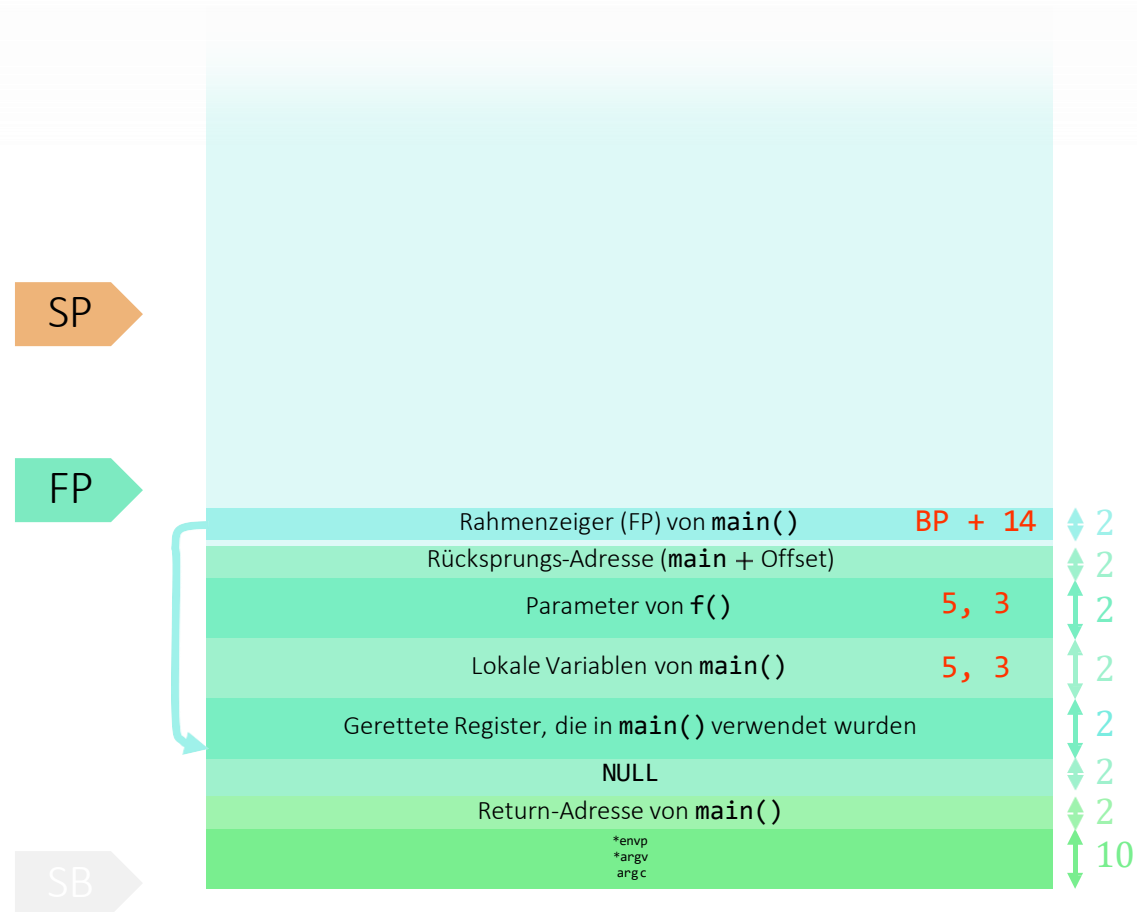 SP
FP
Rahmenzeiger (FP) von main() BP + 14 2
Rücksprungs-Adresse (main + Offset) 2
Parameter von f() 5, 3 2
Lokale Variablen von main() 5, 3 2
Gerettete Register, die in main() verwendet wurden 2
NULL 2
Return-Adresse von main() 2
*envp
*argv
argc
10
SB